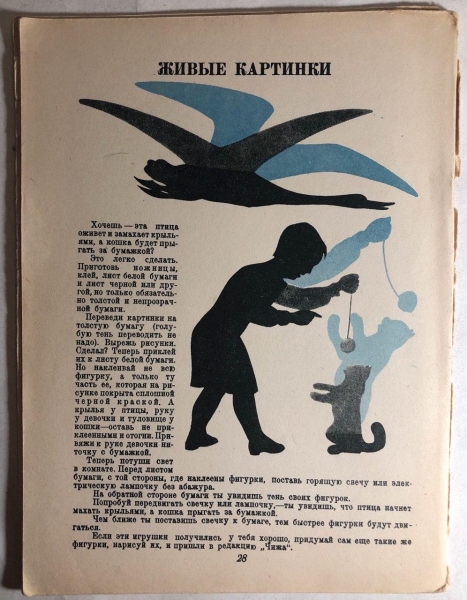 ЖИВЫЕ КАРТИНКИ
Хочешь — эта птица
оживет и замахает крыль-
ями, а кошка будет пры-
гать за бумажкой?
Это легко сделать.
Приготовь ножницы,
клей, лист белой бумаги
и лист черной или дру-
гой, но только обязатель-
но толстой и непрозрач-
ной бумаги.
Переведи картинки на
толстую бумагу (голу-
бую тень переводить не
надо). Вырежь рисунки.
Сделал? Теперь приклей
их к листу белой бумаги.
Но наклеивай не всю
фигурку, а только ту
часть ее, которая на ри-
сунке покрыта сплошной
черной краской. А
крылья у птицы, руку
у девочки и туловище у
кошки—оставь не при-
клеенными и отогни. При-
вяжи к руке девочки ни-
точку с бумажкой.
Теперь потуши свет
в комнате. Перед листом
бумаги, с той стороны, где наклеены фигурки, поставь горящую свечу или элек-
трическую лампочку без абажура.
На обратной стороне бумаги ты увидишь тень своих фигурок.
Попробуй передвигать свечку или лампочку,—ты увидишь, что птица начнет
махать крыльями, а кошка прыгать за бумажкой.
Чем ближе ты поставишь свечку к бумаге, тем быстрее фигурки будут дви-
гаться.
Если эти игрушки получились у тебя хорошо, придумай сам еще такие же
фигурки, нарисуй их, и пришли в редакцию „Чижа“.
28